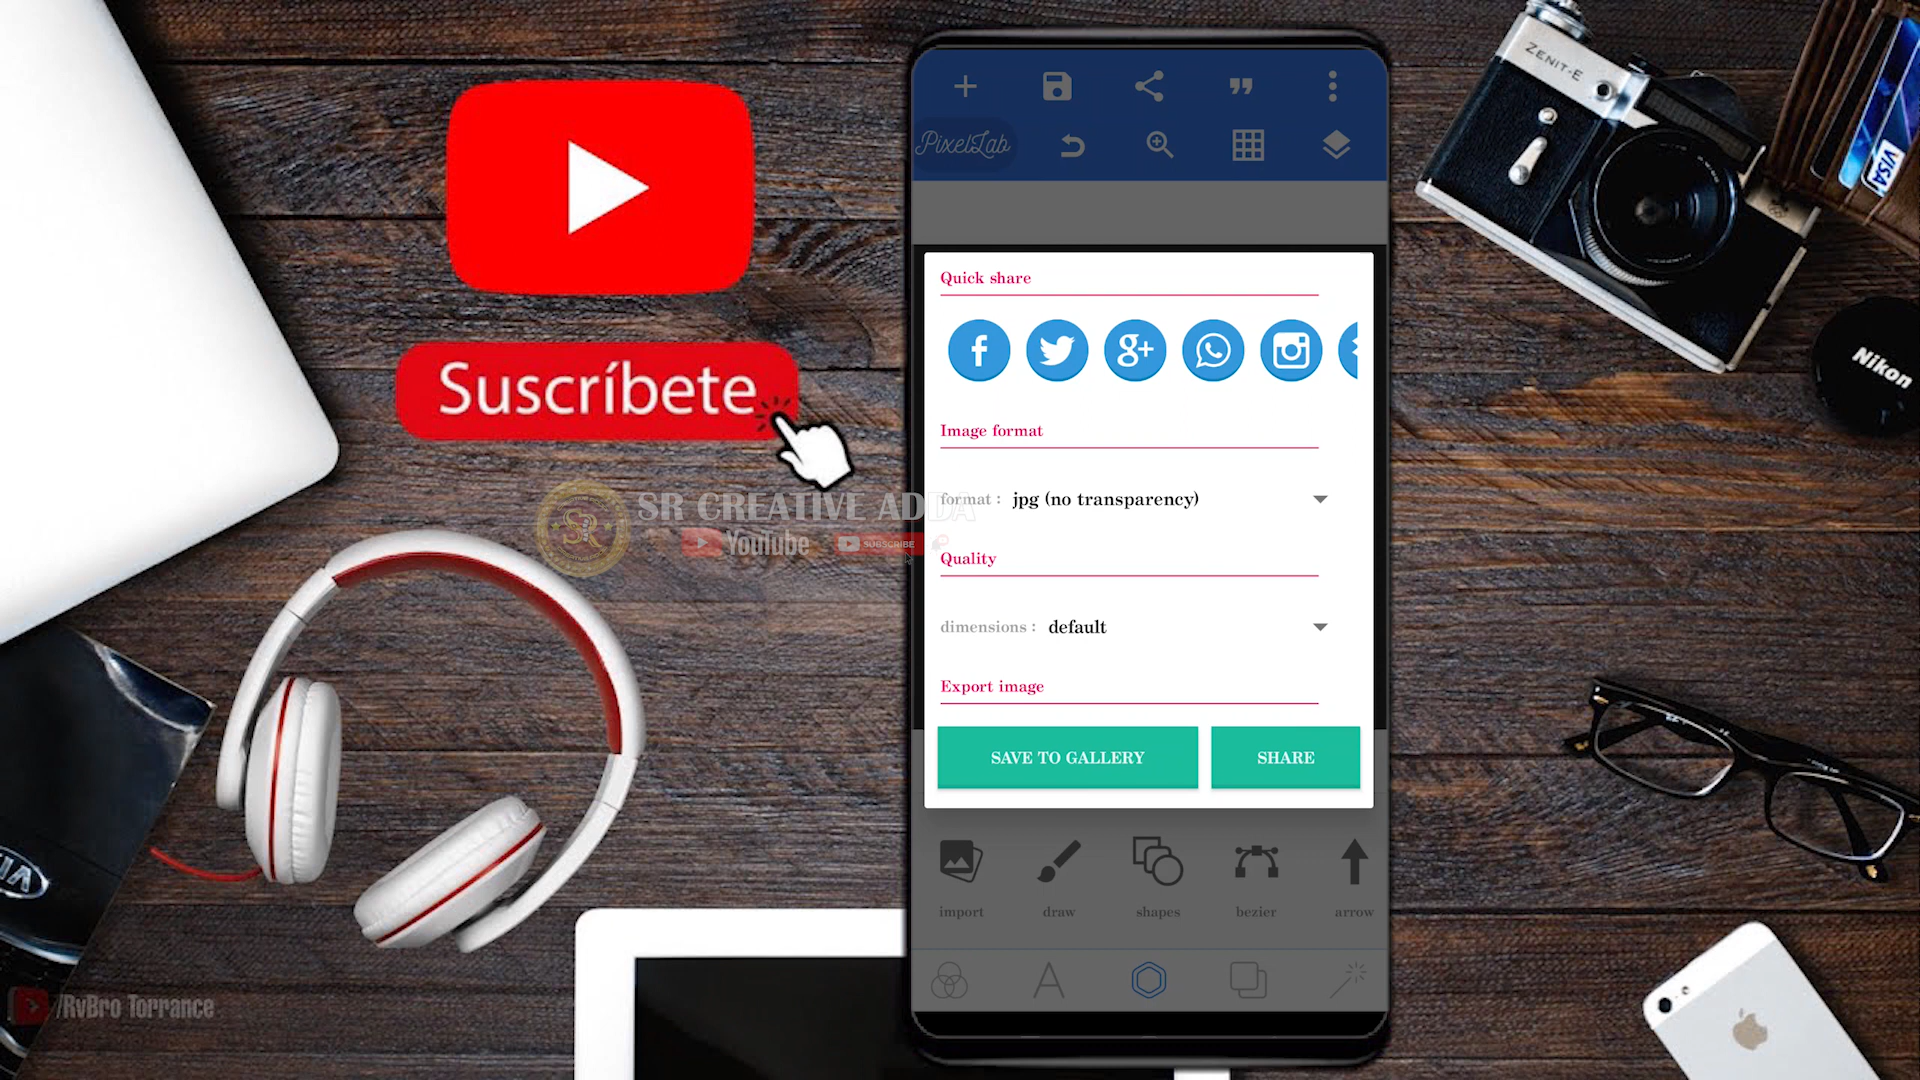 ZENIT-E
VISA
Nikon
Suscríbete
PixelLab
Quick share
g+
Image format
format : jpg (no transparency)
SR CREATIVE ADDA
YouTube SUBSCRIBE
Quality
dimensions : default
Export image
SAVE TO GALLERY SHARE
import draw shapes bezier arrow
/RvBro Torrance